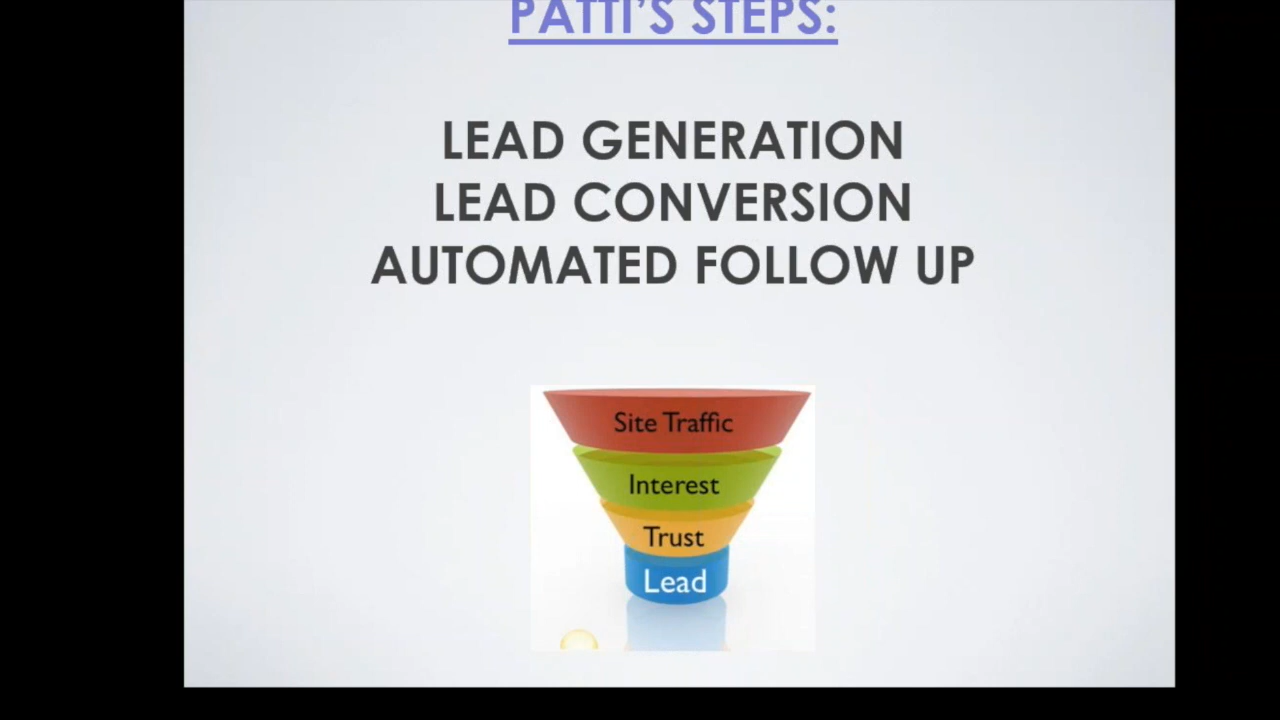 PATTI'S STEPS:
LEAD GENERATION
LEAD CONVERSION
AUTOMATED FOLLOW UP
Site Traffic
Interest
Trust
Lead